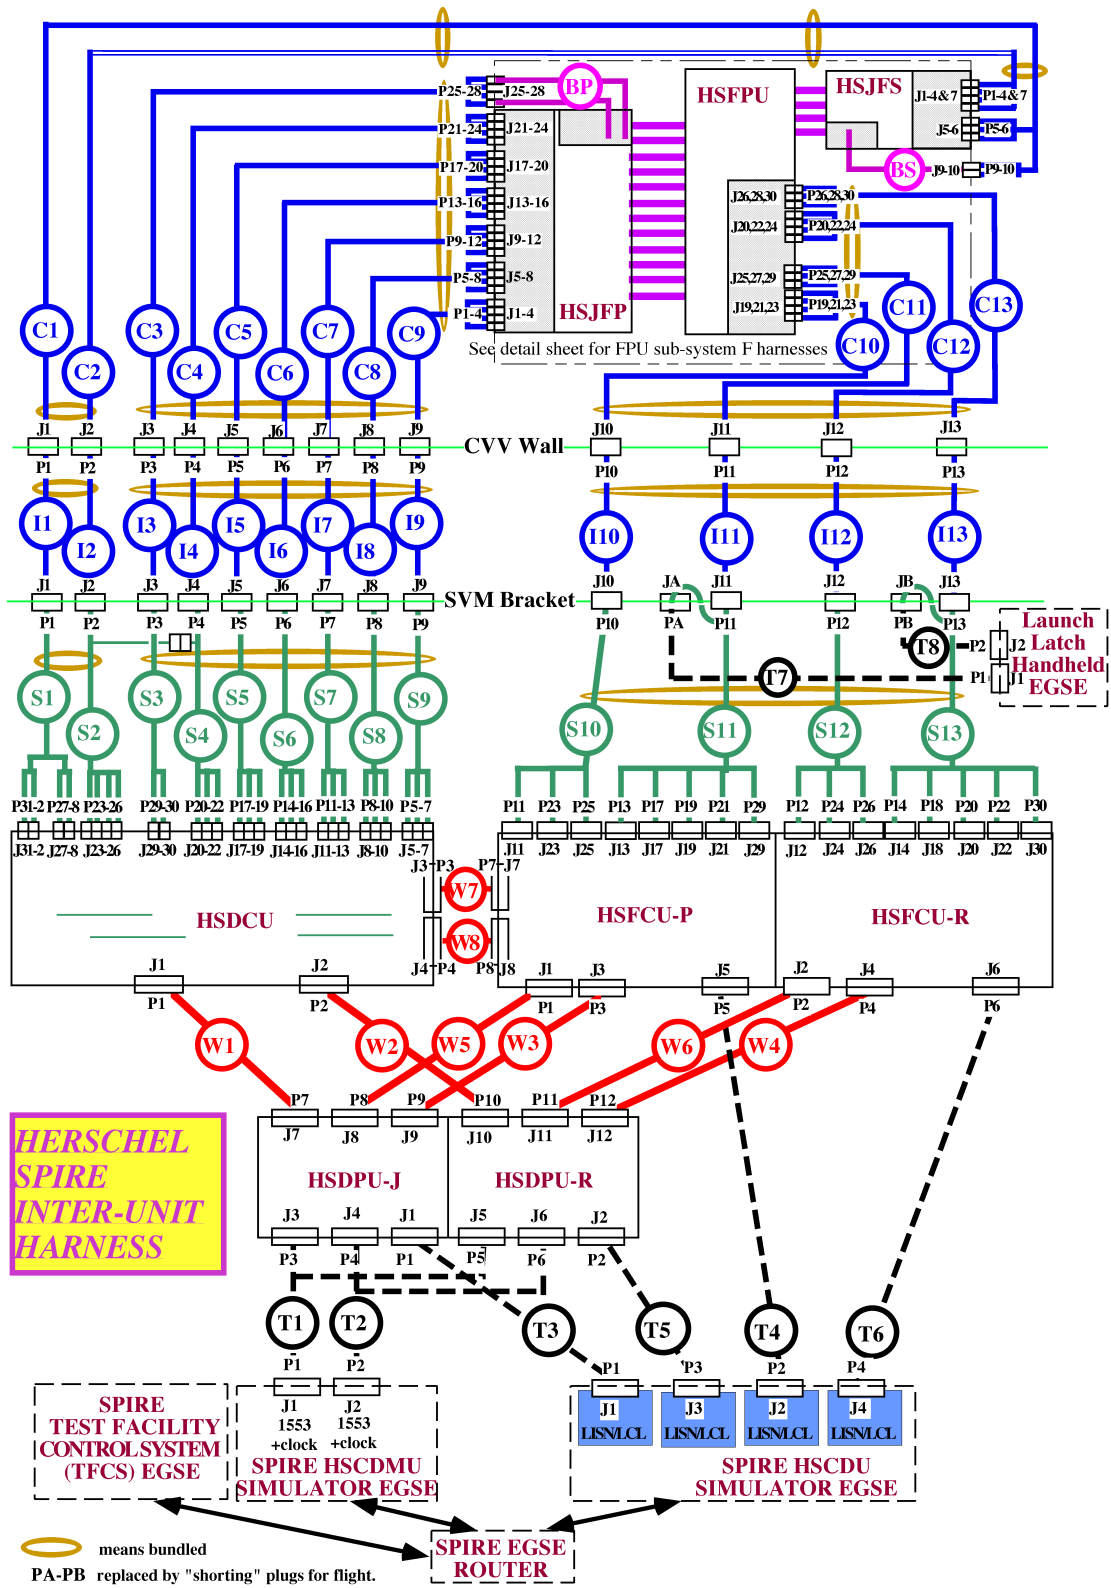 P25-28 J25-28 BP HSFPU HSJFS J1-4&7 P1-4&7
P21-24 J21-24 J5-6 P5-6
P17-20 J17-20 BS J9-10 P9-10
P13-16 J13-16 J26,28,30 P26,28,30
P9-12 J9-12 J20,22,24 P20,22,24
P5-8 J5-8 J25,27,29 P25,27,29
P1-4 J1-4 HSJFP J19,21,23 P19,21,23
See detail sheet for FPU sub-system F harnesses
C1 C3 C5 C7 C9 C11 C13
C2 C4 C6 C8 C10 C12
J1 J2 J3 J4 J5 J6 J7 J8 J9 J10 J11 J12 J13
CVV Wall
P1 P2 P3 P4 P5 P6 P7 P8 P9 P10 P11 P12 P13
I1 I3 I5 I7 I9 I10 I11 I12 I13
I2 I4 I6 I8
J1 J2 J3 J4 J5 J6 J7 J8 J9 J10 JA J11 J12 JB J13
SVM Bracket
P1 P2 P3 P4 P5 P6 P7 P8 P9 P10 PA P11 P12 PB P13
T8 P2 J2
T7 P1 J1
Launch
Latch
Handheld
EGSE
S1 S3 S5 S7 S9
S2 S4 S6 S8 S10 S11 S12 S13
P31-2 P27-8 P23-26 P29-30 P20-22 P17-19 P14-16 P11-13 P8-10 P5-7 P11 P23 P25 P13 P17 P19 P21 P29 P12 P24 P26 P14 P18 P20 P22 P30
J31-2 J27-8 J23-26 J29-30 J20-22 J17-19 J14-16 J11-13 J8-10 J5-7 J11 J23 J25 J13 J17 J19 J21 J29 J12 J24 J26 J14 J18 J20 J22 J30
J3 P3 W7 P7 J7
HSDCU HSFCU-P HSFCU-R
J4 P4 W8 P8 J8
J1 J2 J1 J3 J5 J2 J4 J6
P1 P2 P1 P3 P5 P2 P4 P6
W1 W2 W5 W3 W6 W4
P7 P8 P9 P10 P11 P12
J7 J8 J9 J10 J11 J12
HSDPU-J HSDPU-R
J3 J4 J1 J5 J6 J2
P3 P4 P1 P5 P6 P2
HERSCHEL
SPIRE
INTER-UNIT
HARNESS
T1 T2 T3 T5 T4 T6
P1 P2 P1 P3 P2 P4
J1 J2 J1 J3 J2 J4
1553 1553
+clock +clock
LISN/LCL LISN/LCL LISN/LCL LISN/LCL
SPIRE
TEST FACILITY
CONTROL SYSTEM
(TFCS) EGSE
SPIRE HSCDMU
SIMULATOR EGSE
SPIRE HSCDU
SIMULATOR EGSE
SPIRE EGSE
ROUTER
means bundled
PA-PB replaced by "shorting" plugs for flight.